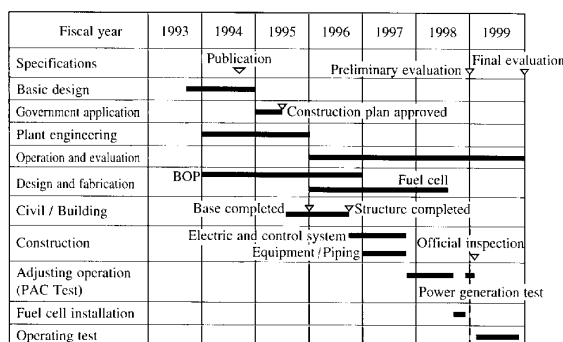 Fiscal year 1993 1994 1995 1996 1997 1998 1999
Specifications Publication Preliminary evaluation Final evaluation
Basic design
Government application Construction plan approved
Plant engineering
Operation and evaluation
Design and fabrication BOP Fuel cell
Civil / Building Base completed Structure completed
Construction Electric and control system Official inspection
Equipment / Piping
Adjusting operation
(PAC Test) Power generation test
Fuel cell installation
Operating test